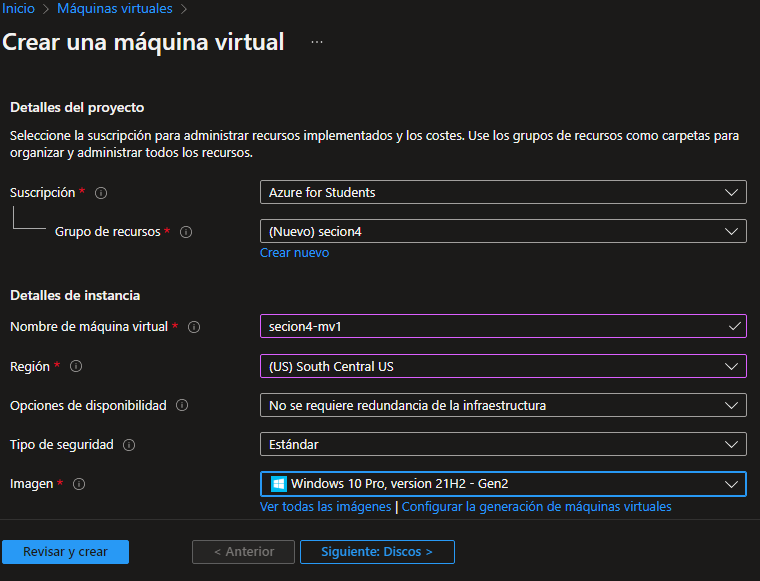 Inicio > Máquinas virtuales >
Crear una máquina virtual ...
Detalles del proyecto
Seleccione la suscripción para administrar recursos implementados y los costes. Use los grupos de recursos como carpetas para
organizar y administrar todos los recursos.
Suscripción * Azure for Students
Grupo de recursos * (Nuevo) secion4
Crear nuevo
Detalles de instancia
Nombre de máquina virtual * secion4-mv1
Región * (US) South Central US
Opciones de disponibilidad No se requiere redundancia de la infraestructura
Tipo de seguridad Estándar
Imagen * Windows 10 Pro, version 21H2 - Gen2
Ver todas las imágenes | Configurar la generación de máquinas virtuales
Revisar y crear < Anterior Siguiente: Discos >